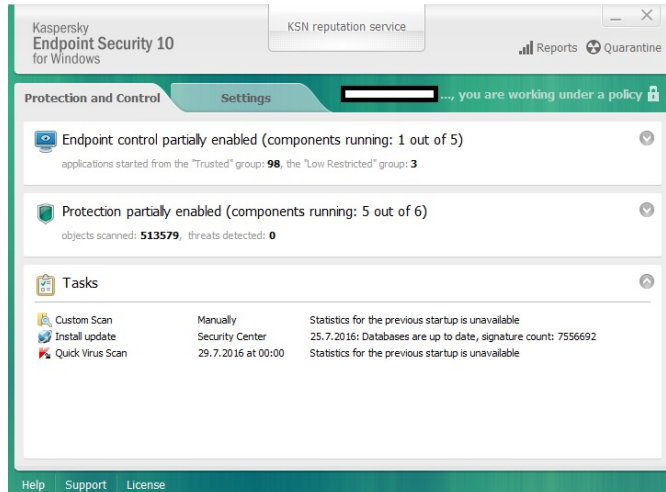 Kaspersky
Endpoint Security 10
for Windows
KSN reputation service
Reports Quarantine
Protection and Control Settings ..., you are working under a policy
Endpoint control partially enabled (components running: 1 out of 5)
applications started from the "Trusted" group: 98, the "Low Restricted" group: 3
Protection partially enabled (components running: 5 out of 6)
objects scanned: 513579, threats detected: 0
Tasks
Custom Scan Manually Statistics for the previous startup is unavailable
Install update Security Center 25.7.2016: Databases are up to date, signature count: 7556692
Quick Virus Scan 29.7.2016 at 00:00 Statistics for the previous startup is unavailable
Help Support License